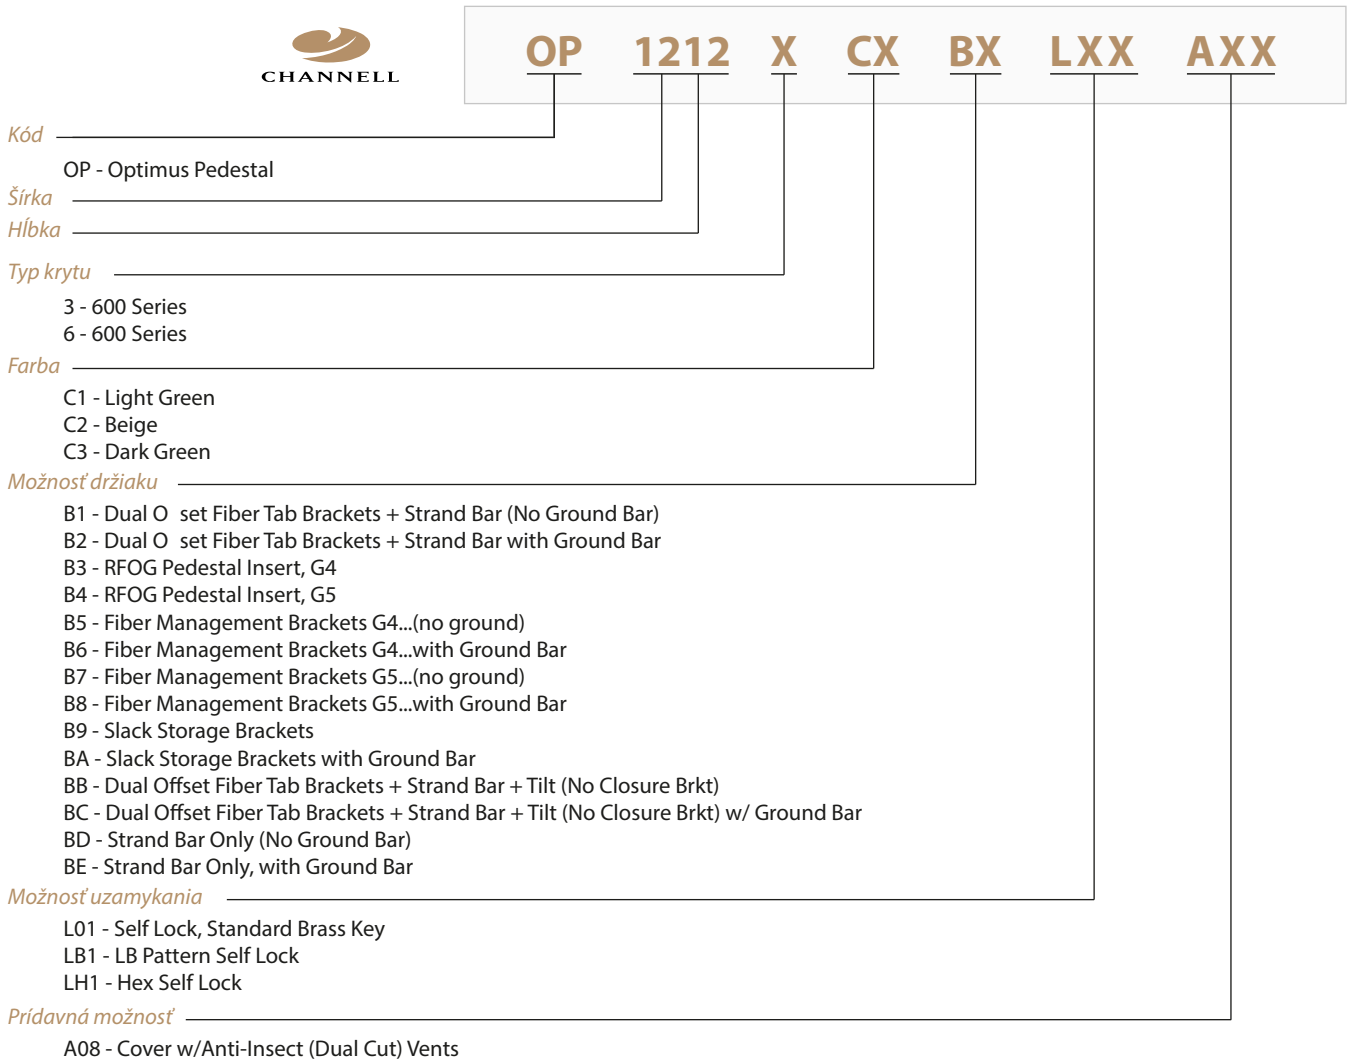 CHANNELL
OP 1212 X CX BX LXX AXX
Kód
OP - Optimus Pedestal
Šírka
Hĺbka
Typ krytu
3 - 600 Series
6 - 600 Series
Farba
C1 - Light Green
C2 - Beige
C3 - Dark Green
Možnosť držiaku
B1 - Dual O set Fiber Tab Brackets + Strand Bar (No Ground Bar)
B2 - Dual O set Fiber Tab Brackets + Strand Bar with Ground Bar
B3 - RFOG Pedestal Insert, G4
B4 - RFOG Pedestal Insert, G5
B5 - Fiber Management Brackets G4...(no ground)
B6 - Fiber Management Brackets G4...with Ground Bar
B7 - Fiber Management Brackets G5...(no ground)
B8 - Fiber Management Brackets G5...with Ground Bar
B9 - Slack Storage Brackets
BA - Slack Storage Brackets with Ground Bar
BB - Dual Offset Fiber Tab Brackets + Strand Bar + Tilt (No Closure Brkt)
BC - Dual Offset Fiber Tab Brackets + Strand Bar + Tilt (No Closure Brkt) w/ Ground Bar
BD - Strand Bar Only (No Ground Bar)
BE - Strand Bar Only, with Ground Bar
Možnosť uzamykania
L01 - Self Lock, Standard Brass Key
LB1 - LB Pattern Self Lock
LH1 - Hex Self Lock
Prídavná možnosť
A08 - Cover w/Anti-Insect (Dual Cut) Vents